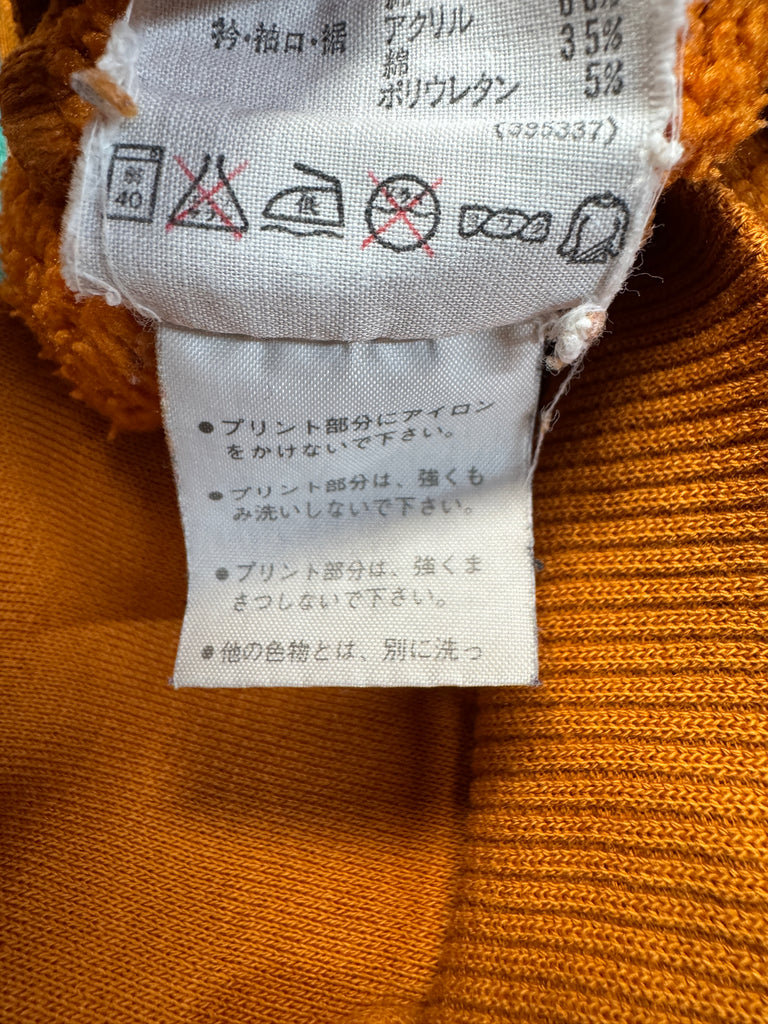 アクリル
衿・袖口・裾 綿 35%
ポリウレタン 5%
(395337)
40
低
・プリント部分にアイロン
をかけないで下さい。
・プリント部分は、強くも
み洗いしないで下さい。
・プリント部分は、強くま
さつしないで下さい。
・他の色物とは、別に洗っ